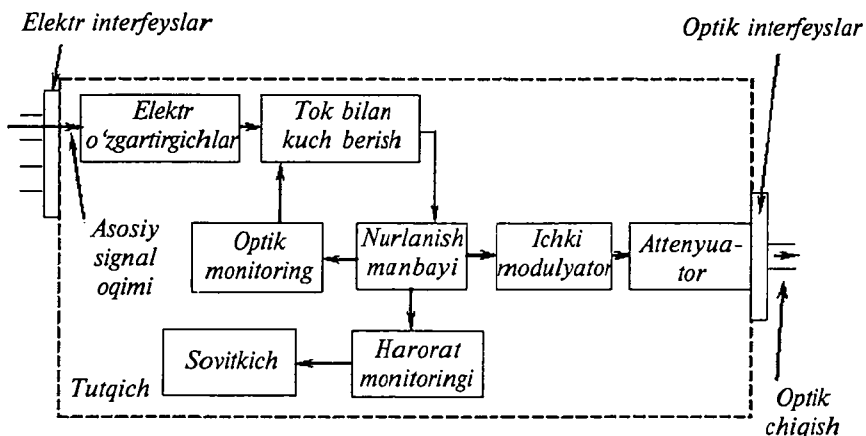 Elektr interfeyslar
Optik interfeyslar
Elektr
o‘zgartirgichlar
Tok bilan
kuch berish
Asosiy
signal
oqimi
Optik
monitoring
Nurlanish
manbayi
Ichki
modulyator
Attenyua-
tor
Sovitkich
Harorat
monitoringi
Tutqich
Optik
chiqish